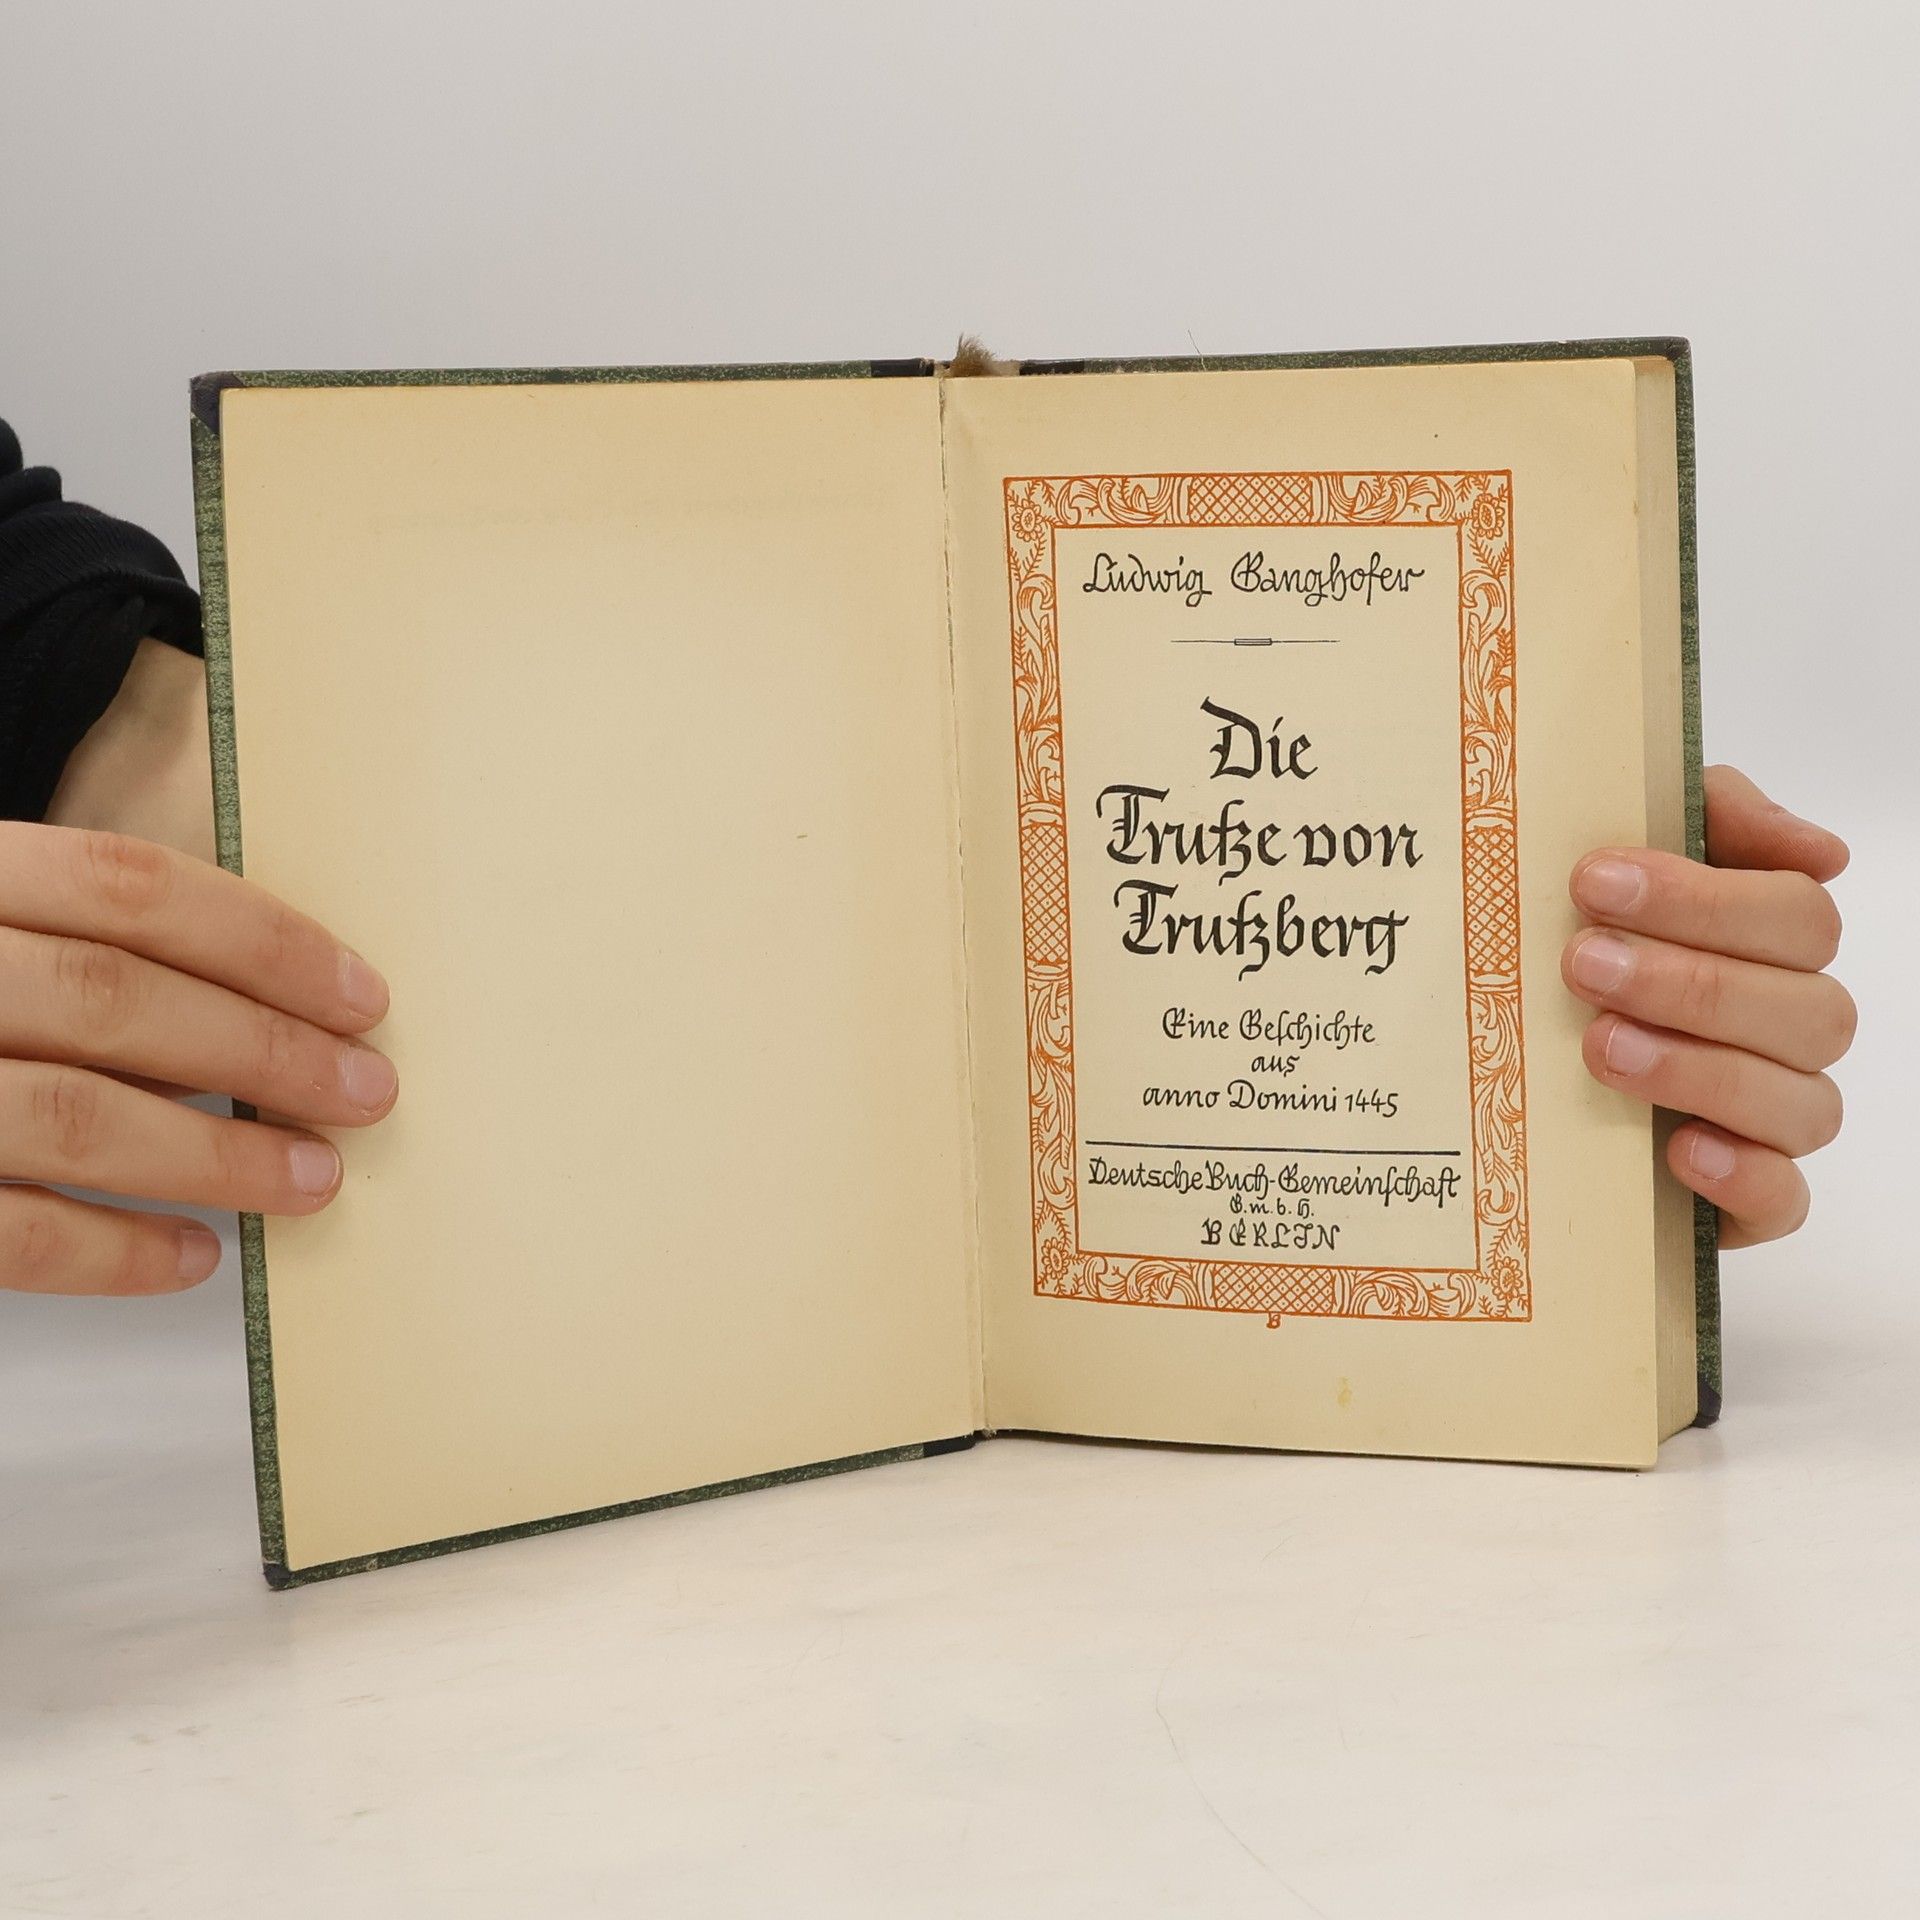 Ludwig Ganghofer
Die
Trutze von
Trutzberg
Eine Geschichte
aus
anno Domini 1445
Deutsche Buch-Gemeinschaft
G.m.b.H.
BERLIN
B